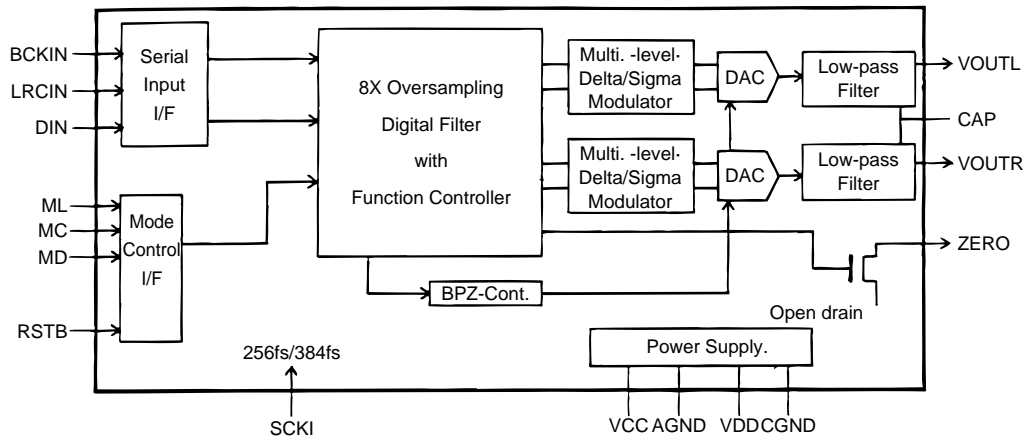 BCKIN
LRCIN
DIN
Serial
Input
I/F
8X Oversampling
Digital Filter
with
Function Controller
Multi. -level·
Delta/Sigma
Modulator
DAC
Low-pass
Filter
VOUTL
CAP
Multi. -level·
Delta/Sigma
Modulator
DAC
Low-pass
Filter
VOUTR
ML
MC
MD
RSTB
Mode
Control
I/F
BPZ-Cont.
ZERO
Open drain
256fs/384fs
SCKI
Power Supply.
VCC AGND VDD CGND